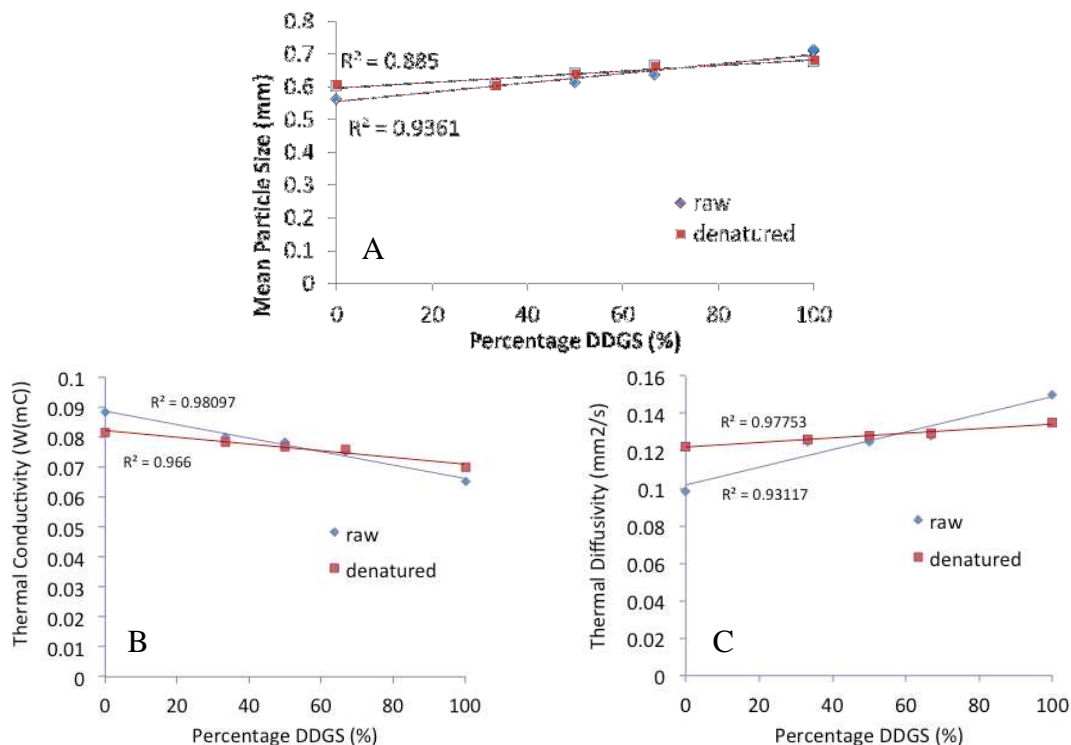 0.8
0.7
0.6
0.5
0.4
0.3
0.2
0.1
0
Mean Particle Size (mm)
R² = 0.885
R² = 0.9361
raw
denatured
A
0 20 40 60 80 100
Percentage DDGS (%)
0.1
0.09
0.08
0.07
0.06
0.05
0.04
0.03
0.02
0.01
0
Thermal Conductivity (W(mC))
R² = 0.98097
R² = 0.966
raw
denatured
B
0 20 40 60 80 100
Percentage DDGS (%)
0.16
0.14
0.12
0.1
0.08
0.06
0.04
0.02
0
Thermal Diffusivity (mm2/s)
R² = 0.97753
R² = 0.93117
raw
denatured
C
0 20 40 60 80 100
Percentage DDGS (%)